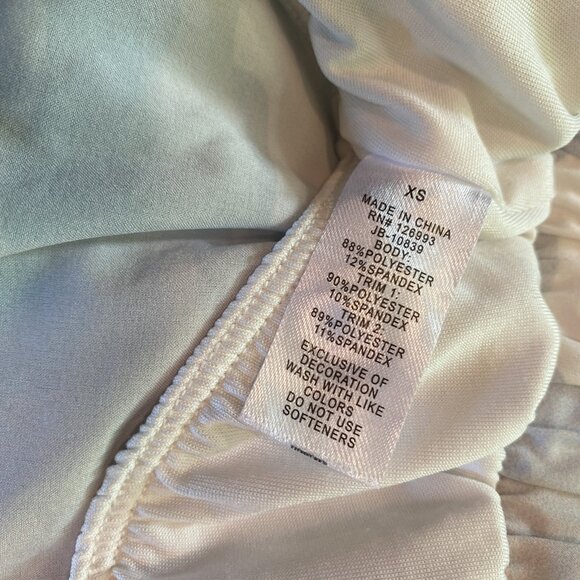 XS
MADE IN CHINA
RN# 126993
JB-10839
BODY:
88%POLYESTER
12%SPANDEX
TRIM 1:
90%POLYESTER
10%SPANDEX
TRIM 2:
89%POLYESTER
11%SPANDEX
EXCLUSIVE OF
DECORATION
WASH WITH LIKE
COLORS
DO NOT USE
SOFTENERS